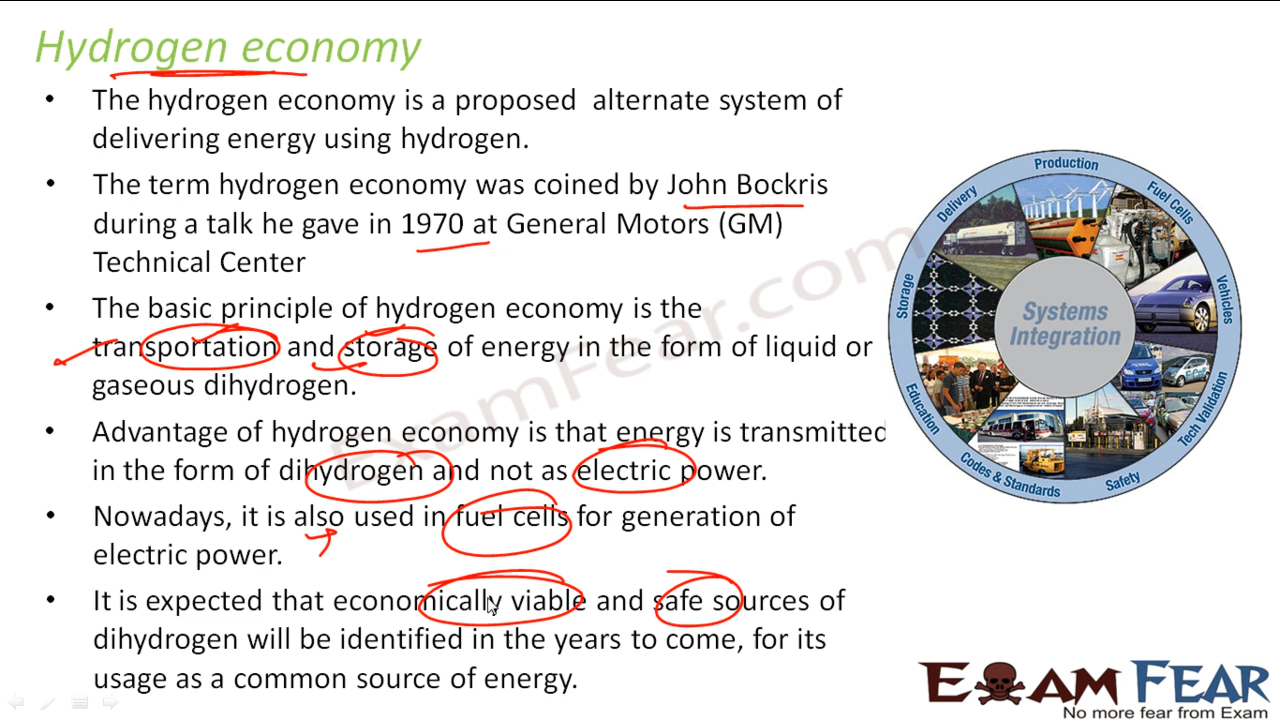 Hydrogen economy
• The hydrogen economy is a proposed alternate system of
delivering energy using hydrogen.
• The term hydrogen economy was coined by John Bockris
during a talk he gave in 1970 at General Motors (GM)
Technical Center
• The basic principle of hydrogen economy is the
transportation and storage of energy in the form of liquid or
gaseous dihydrogen.
• Advantage of hydrogen economy is that energy is transmitted
in the form of dihydrogen and not as electric power.
• Nowadays, it is also used in fuel cells for generation of
electric power.
• It is expected that economically viable and safe sources of
dihydrogen will be identified in the years to come, for its
usage as a common source of energy.
Production
Fuel Cells
Vehicles
Tech Validation
Safety
Codes & Standards
Education
Storage
Delivery
Systems
Integration
ExamFear.com
EXAM FEAR
No more fear from Exam